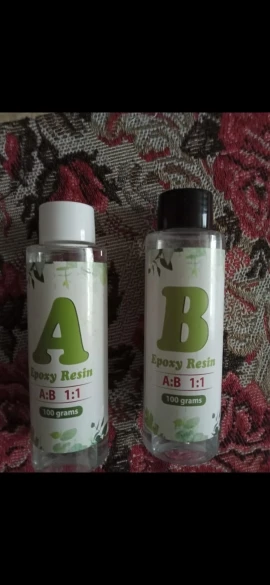 A
Epoxy Resin
A:B 1:1
100 grams
B
Epoxy Resin
A:B 1:1
100 grams